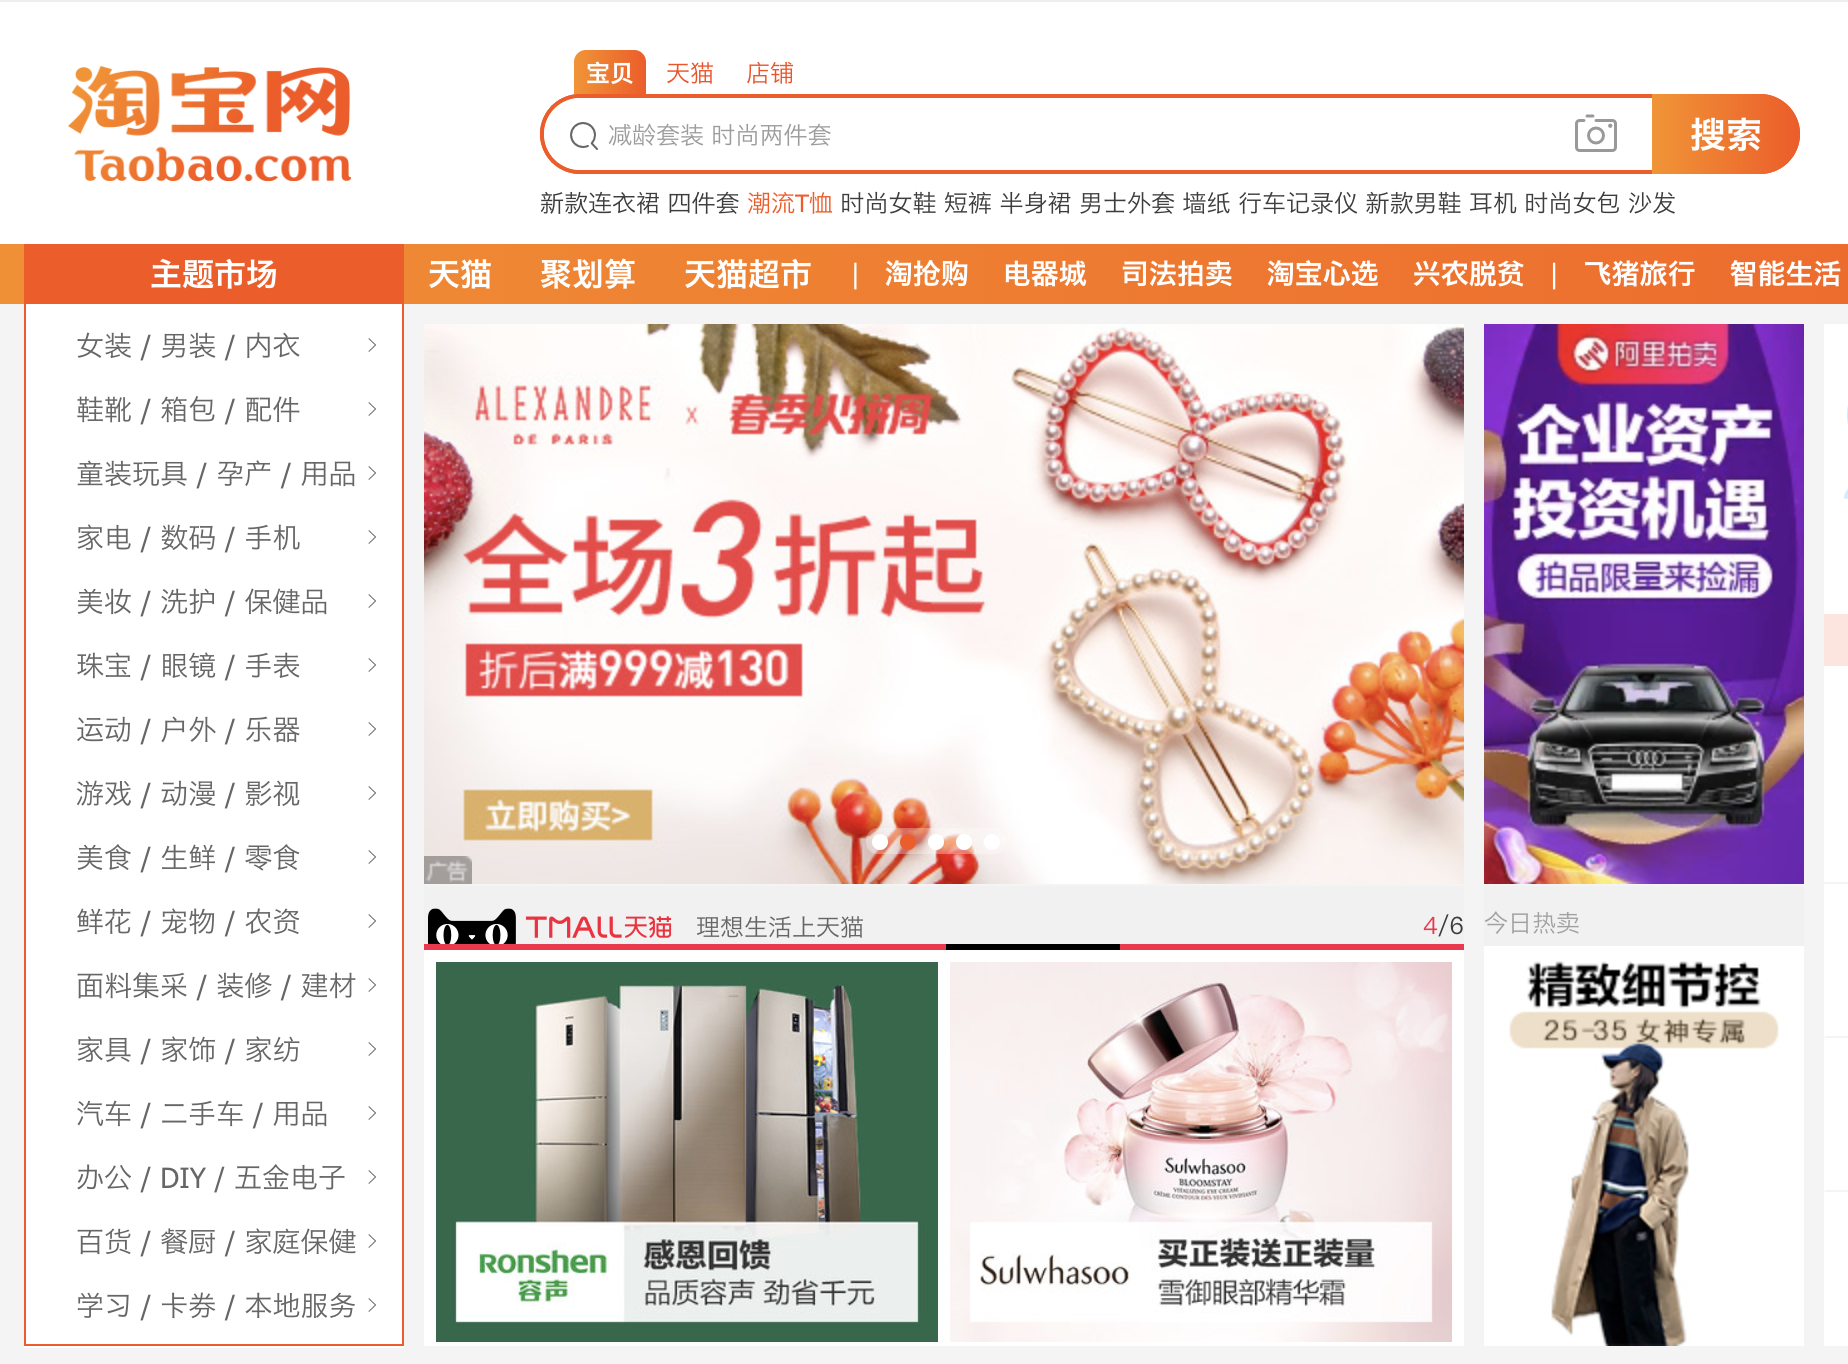 淘宝网
Taobao.com
宝贝 天猫 店铺
减龄套装 时尚两件套
搜索
新款连衣裙 四件套 潮流T恤 时尚女鞋 短裤 半身裙 男士外套 墙纸 行车记录仪 新款男鞋 耳机 时尚女包 沙发
主题市场 天猫 聚划算 天猫超市 | 淘抢购 电器城 司法拍卖 淘宝心选 兴农脱贫 | 飞猪旅行 智能生活
女装 / 男装 / 内衣
鞋靴 / 箱包 / 配件
童装玩具 / 孕产 / 用品
家电 / 数码 / 手机
美妆 / 洗护 / 保健品
珠宝 / 眼镜 / 手表
运动 / 户外 / 乐器
游戏 / 动漫 / 影视
美食 / 生鲜 / 零食
鲜花 / 宠物 / 农资
面料集采 / 装修 / 建材
家具 / 家饰 / 家纺
汽车 / 二手车 / 用品
办公 / DIY / 五金电子
百货 / 餐厨 / 家庭保健
学习 / 卡券 / 本地服务
ALEXANDRE
DE PARIS
x 春季火拼周
全场3折起
折后满999减130
立即购买>
广告
阿里拍卖
企业资产
投资机遇
拍品限量来捡漏
TMALL天猫 理想生活上天猫 4/6
Ronshen
容声
感恩回馈
品质容声 劲省千元
Sulwhasoo
BLOOMSTAY
VITALIZING EYE CREAM
CRÈME CONTOUR DES YEUX VIVIFIANTE
Sulwhasoo
买正装送正装量
雪御眼部精华霜
今日热卖
精致细节控
25-35 女神专属